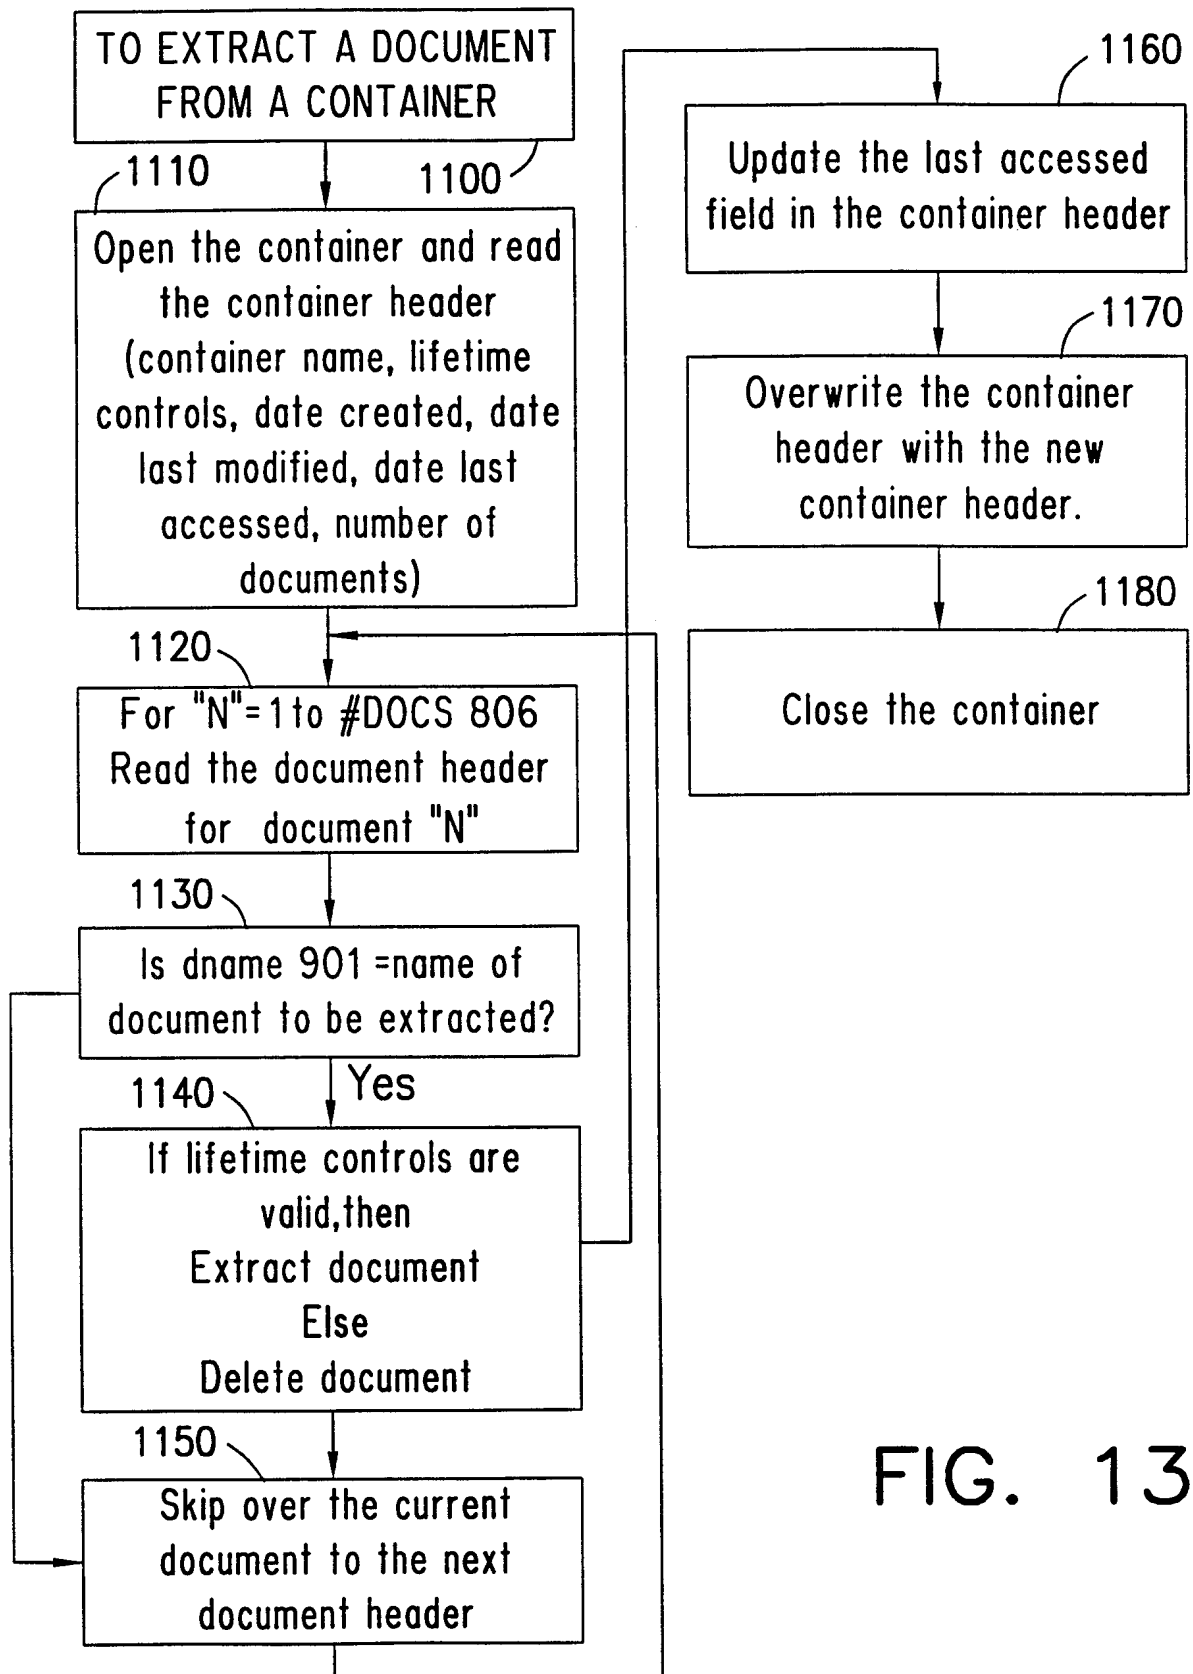 TO EXTRACT A DOCUMENT
FROM A CONTAINER
1100
1110
Open the container and read
the container header
(container name, lifetime
controls, date created, date
last modified, date last
accessed, number of
documents)
1120
For "N"=1 to #DOCS 806
Read the document header
for document "N"
1130
Is dname 901 =name of
document to be extracted?
Yes
1140
If lifetime controls are
valid,then
Extract document
Else
Delete document
1150
Skip over the current
document to the next
document header
1160
Update the last accessed
field in the container header
1170
Overwrite the container
header with the new
container header.
1180
Close the container
FIG. 13